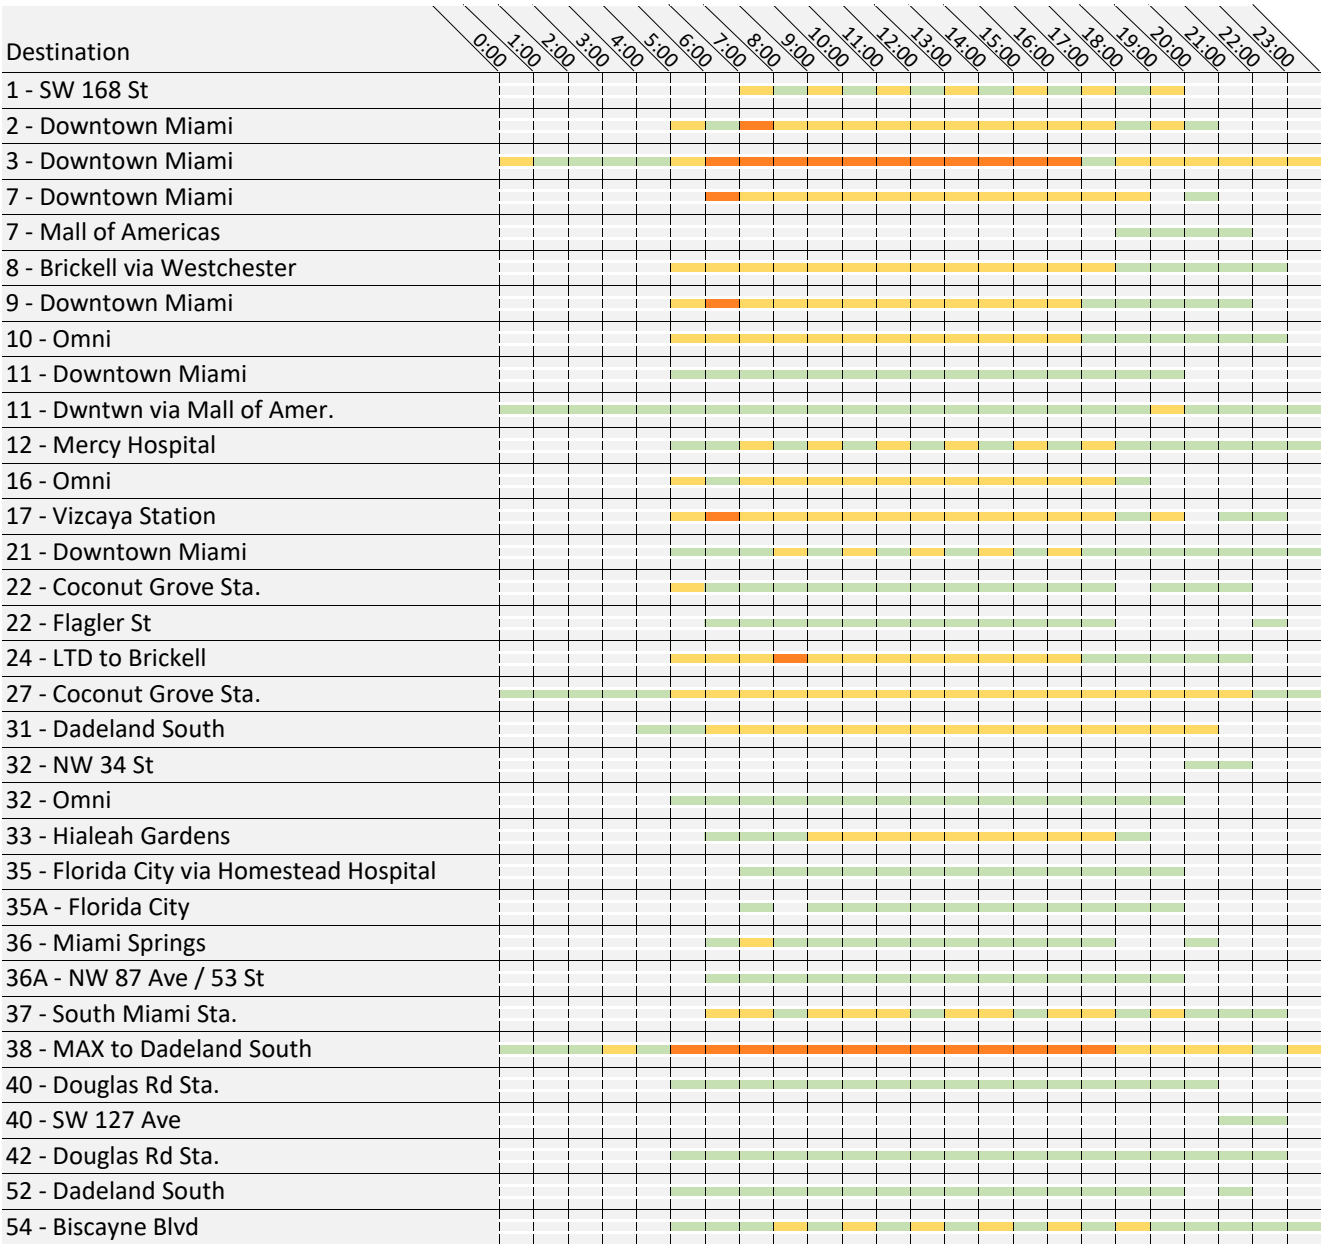 Destination
0:00 1:00 2:00 3:00 4:00 5:00 6:00 7:00 8:00 9:00 10:00 11:00 12:00 13:00 14:00 15:00 16:00 17:00 18:00 19:00 20:00 21:00 22:00 23:00
1 - SW 168 St
2 - Downtown Miami
3 - Downtown Miami
7 - Downtown Miami
7 - Mall of Americas
8 - Brickell via Westchester
9 - Downtown Miami
10 - Omni
11 - Downtown Miami
11 - Dwntwn via Mall of Amer.
12 - Mercy Hospital
16 - Omni
17 - Vizcaya Station
21 - Downtown Miami
22 - Coconut Grove Sta.
22 - Flagler St
24 - LTD to Brickell
27 - Coconut Grove Sta.
31 - Dadeland South
32 - NW 34 St
32 - Omni
33 - Hialeah Gardens
35 - Florida City via Homestead Hospital
35A - Florida City
36 - Miami Springs
36A - NW 87 Ave / 53 St
37 - South Miami Sta.
38 - MAX to Dadeland South
40 - Douglas Rd Sta.
40 - SW 127 Ave
42 - Douglas Rd Sta.
52 - Dadeland South
54 - Biscayne Blvd